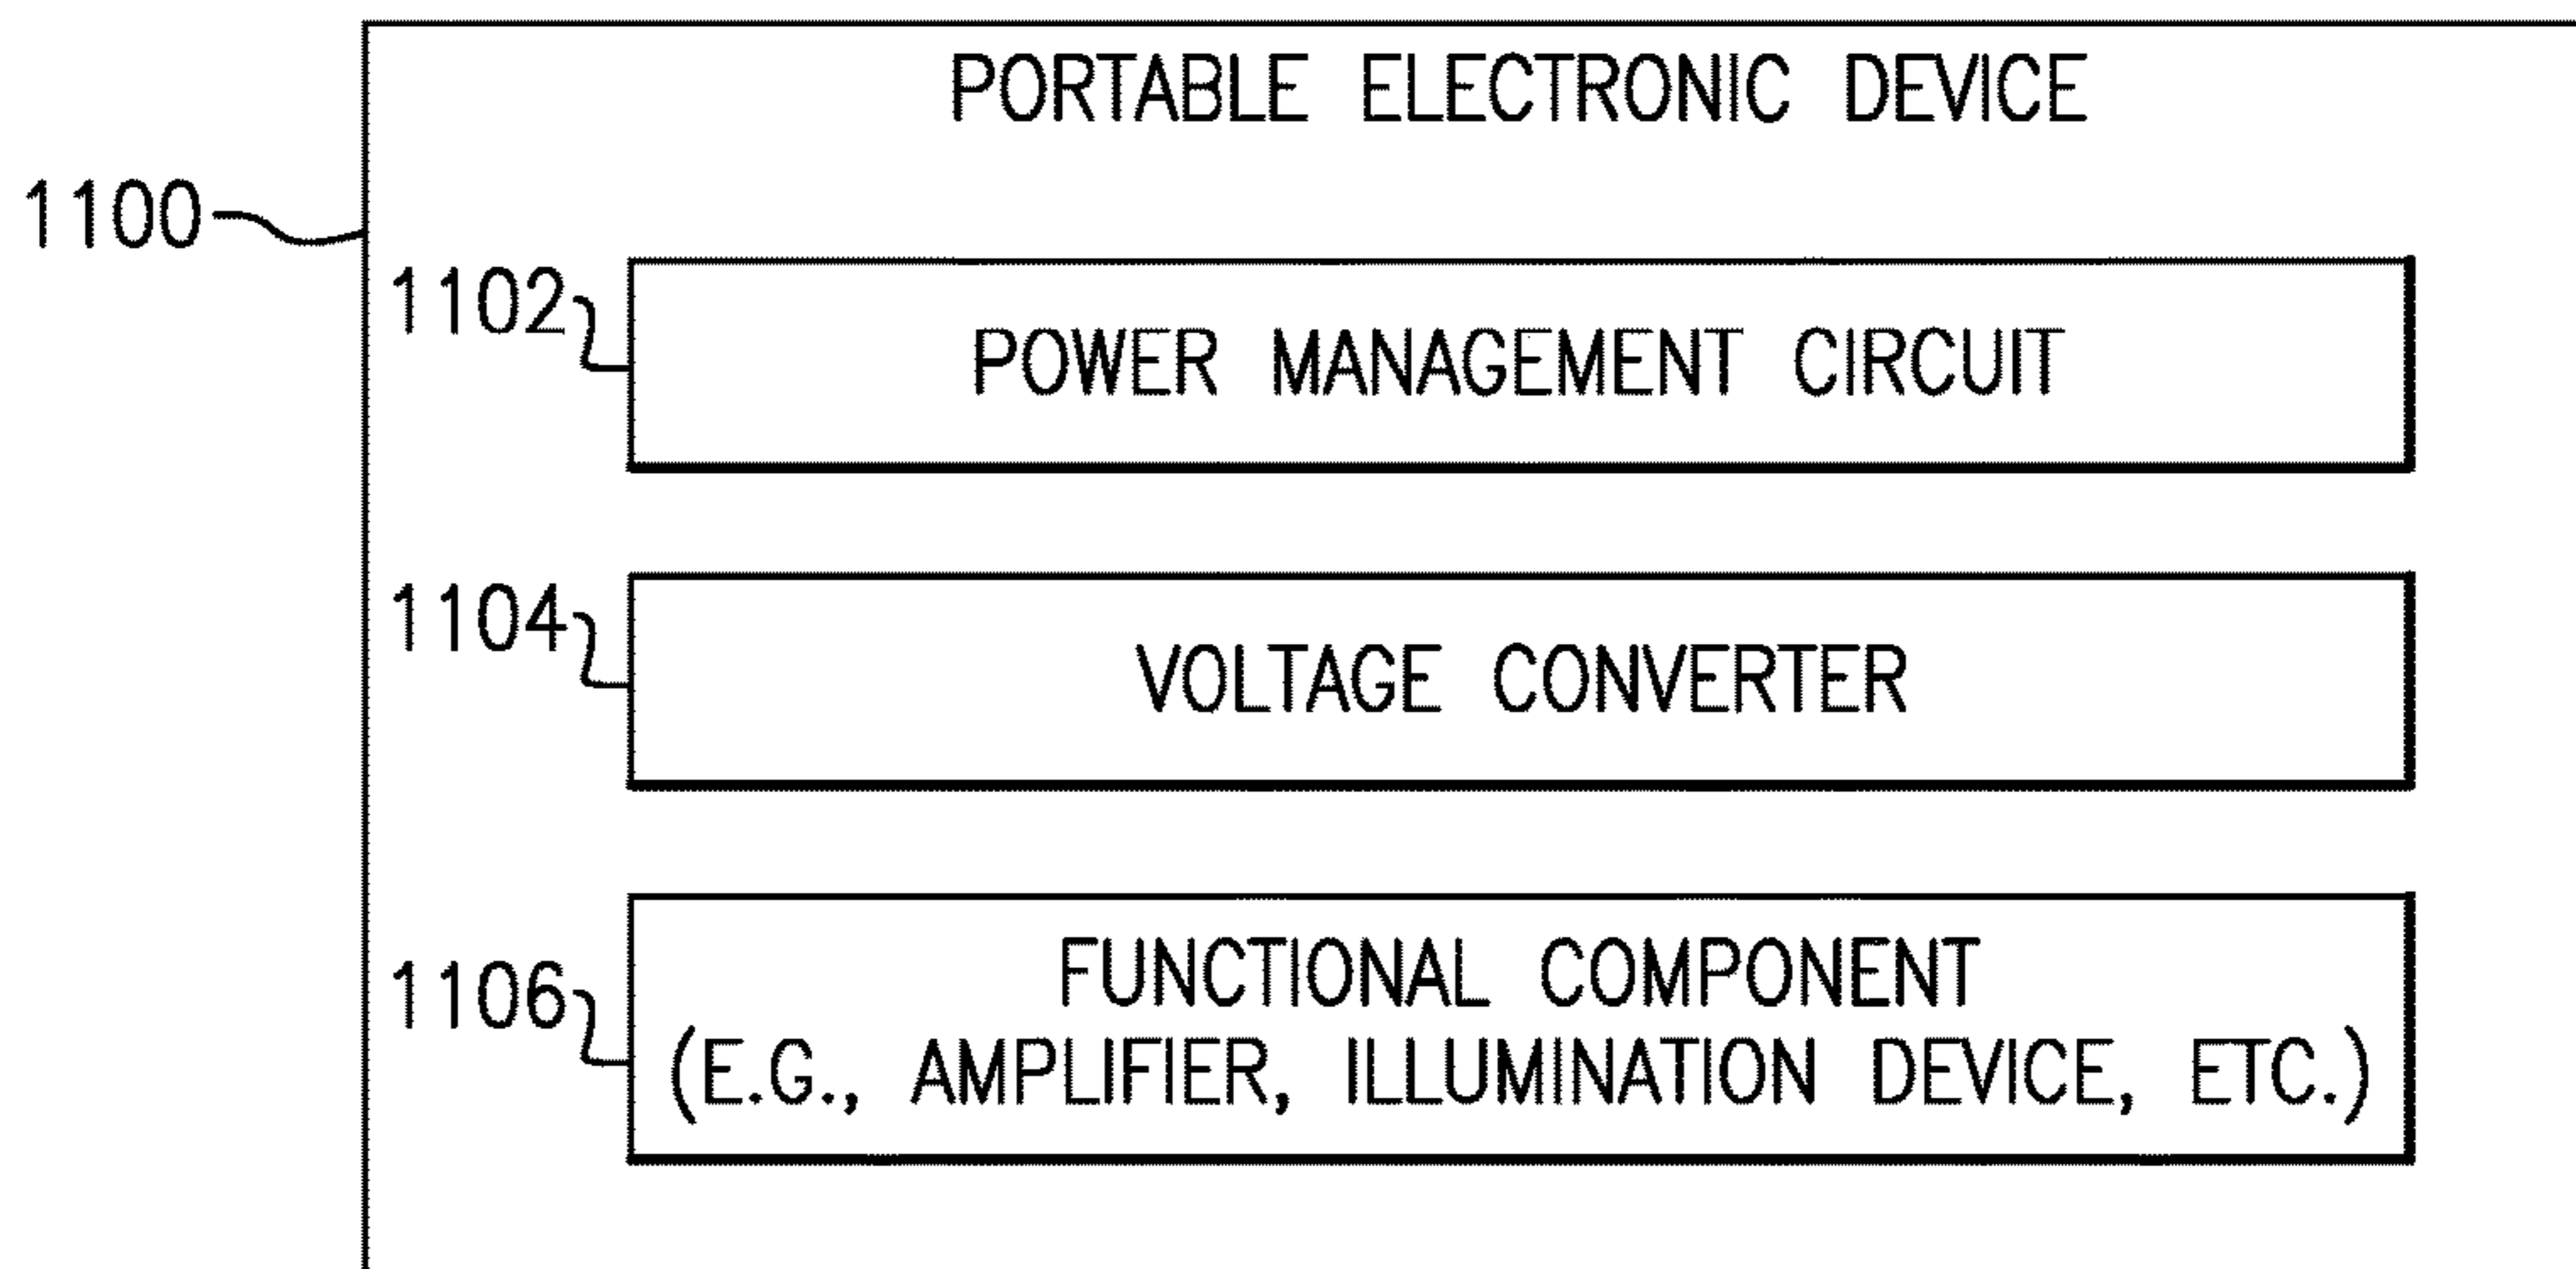 PORTABLE ELECTRONIC DEVICE
1100
1102
POWER MANAGEMENT CIRCUIT
1104
VOLTAGE CONVERTER
1106
FUNCTIONAL COMPONENT
(E.G., AMPLIFIER, ILLUMINATION DEVICE, ETC.)